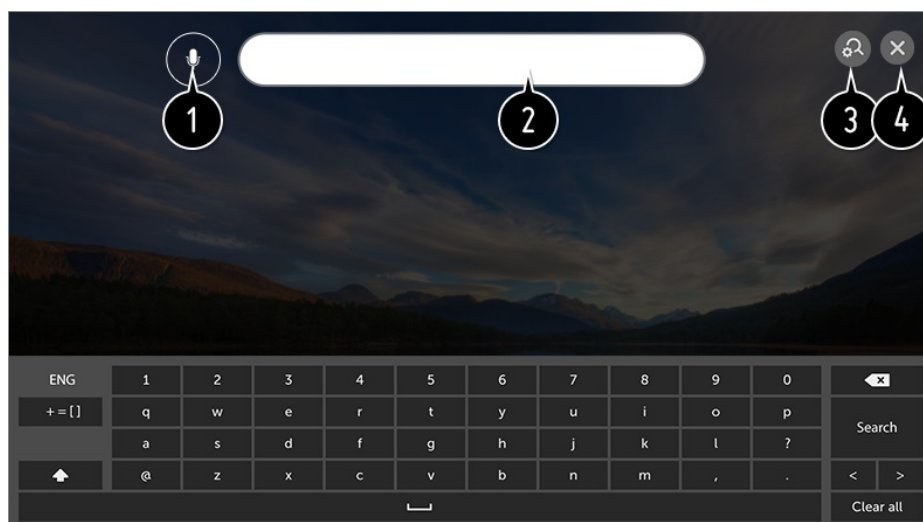 1 2 3 4
ENG 1 2 3 4 5 6 7 8 9 0
+=[] q w e r t y u i o p
a s d f g h j k l ? Search
@ z x c v b n m , . < >
Clear all